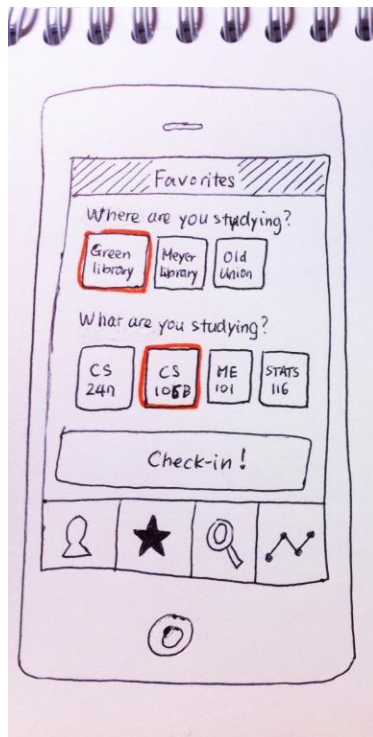 Favorites
Where are you studying?
Green library
Meyer library
Old Union
What are you studying?
CS 247
CS 106B
ME 101
STATS 116
Check-in!